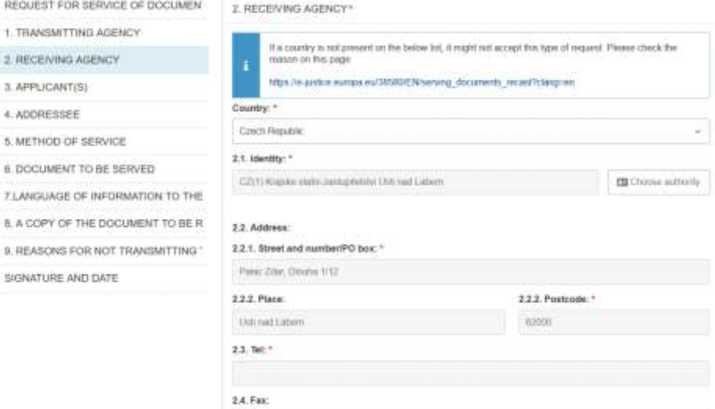 REQUEST FOR SERVICE OF DOCUMEN
1. TRANSMITTING AGENCY
2. RECEIVING AGENCY
3. APPLICANT(S)
4. ADDRESSEE
5. METHOD OF SERVICE
6. DOCUMENT TO BE SERVED
7.LANGUAGE OF INFORMATION TO THE
8. A COPY OF THE DOCUMENT TO BE R
9. REASONS FOR NOT TRANSMITTING
SIGNATURE AND DATE
2. RECEIVING AGENCY*
i
If a country is not present on the below list, it might not accept this type of request. Please check the
reason on this page
https://e-justice.europa.eu/38580/EN/serving_documents_recast?clang=en
Country: *
Czech Republic
2.1. Identity: *
CZ(1) Krajske statni zastupitelstvi Usti nad Labem
Choose authority
2.2. Address:
2.2.1. Street and number/PO box: *
Dlouha 1/12
2.2.2. Place:
2.2.2. Postcode: *
Usti nad Labem
2.3. Tel: *
2.4. Fax: